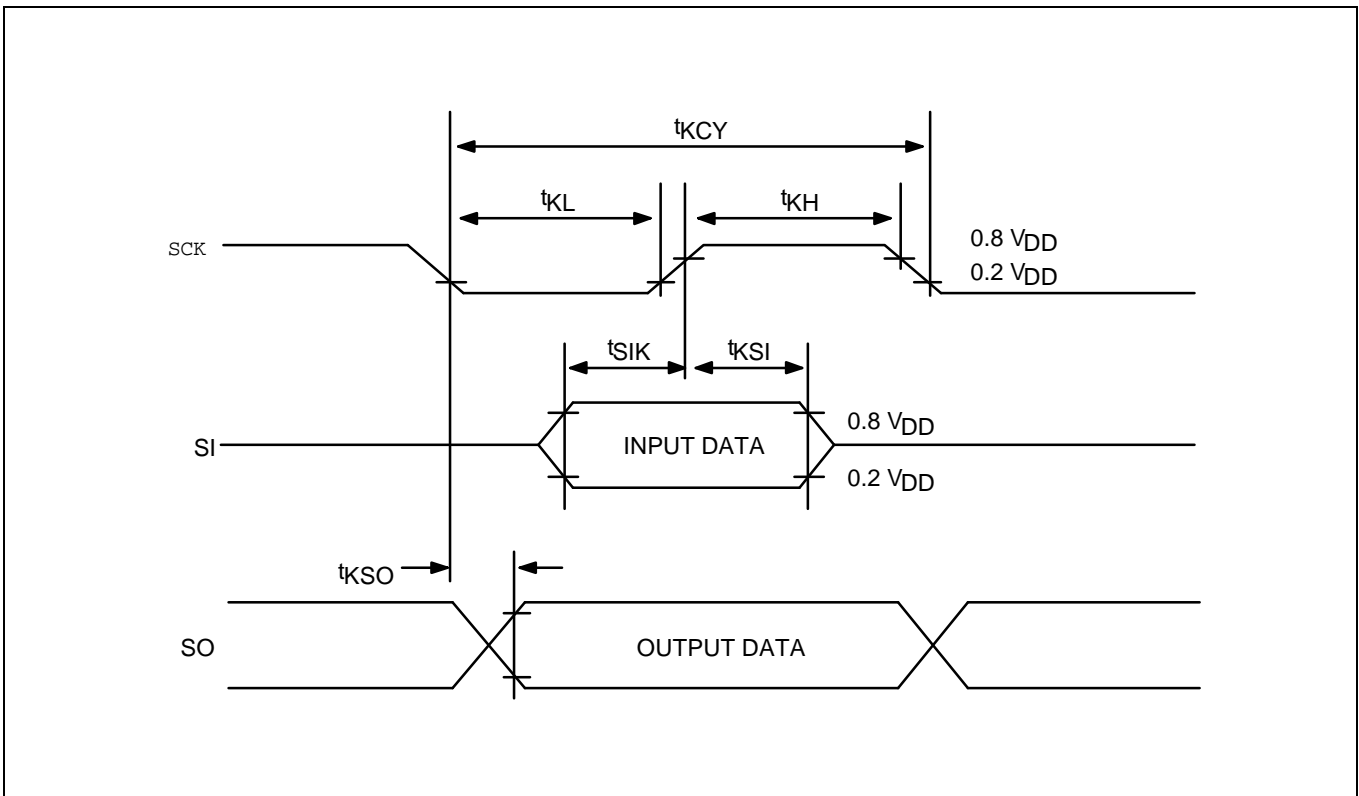 tKCY
tKL
tKH
SCK
0.8 VDD
0.2 VDD
tSIK
tKSI
SI
INPUT DATA
0.8 VDD
0.2 VDD
tKSO
SO
OUTPUT DATA